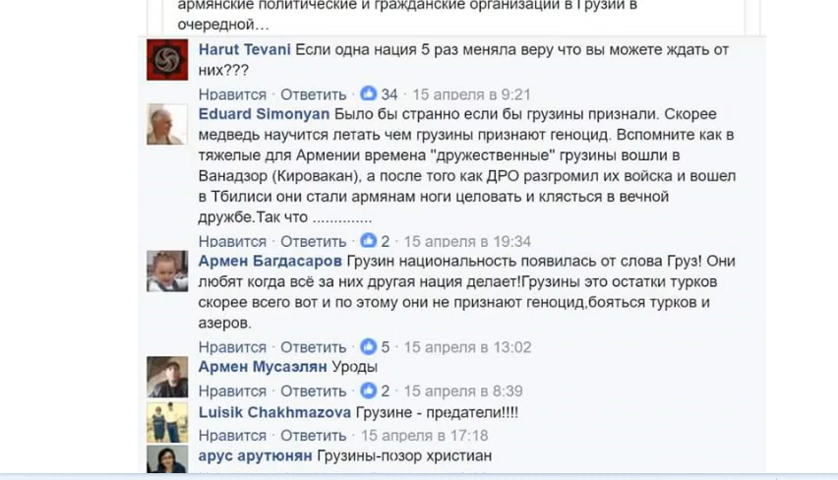 армянские политические и гражданские организации в Грузии в
очередной…
Harut Tevani Если одна нация 5 раз меняла веру что вы можете ждать от
них???
Нравится · Ответить · 34 · 15 апреля в 9:21
Eduard Simonyan Было бы странно если бы грузины признали. Скорее
медведь научится летать чем грузины признают геноцид. Вспомните как в
тяжелые для Армении времена "дружественные" грузины вошли в
Ванадзор (Кировакан), а после того как ДРО разгромил их войска и вошел
в Тбилиси они стали армянам ноги целовать и клясться в вечной
дружбе.Так что ..............
Нравится · Ответить · 2 · 15 апреля в 19:34
Армен Багдасаров Грузин национальность появилась от слова Груз! Они
любят когда всё за них другая нация делает!Грузины это остатки турков
скорее всего вот и по этому они не признают геноцид,бояться турков и
азеров.
Нравится · Ответить · 5 · 15 апреля в 13:02
Армен Мусаэлян Уроды
Нравится · Ответить · 2 · 15 апреля в 8:39
Luisik Chakhmazova Грузине - предатели!!!!
Нравится · Ответить · 15 апреля в 17:18
арус арутюнян Грузины-позор христиан